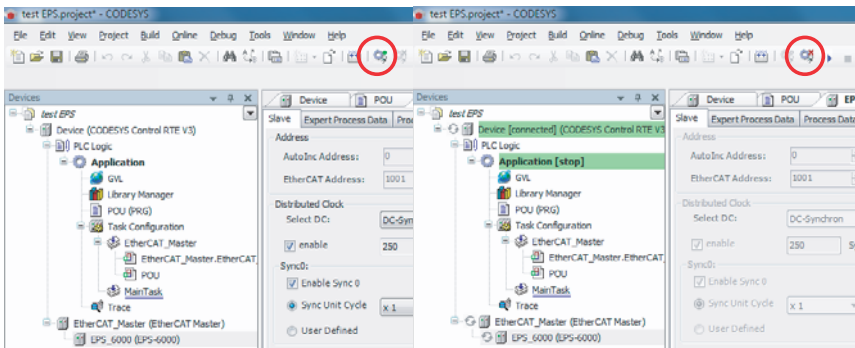 test EPS.project* - CODESYS
File Edit View Project Build Online Debug Tools Window Help
Devices
test EPS
Device (CODESYS Control RTE V3)
PLC Logic
Application
GVL
Library Manager
POU (PRG)
Task Configuration
EtherCAT_Master
EtherCAT_Master.EtherCAT_
POU
MainTask
Trace
EtherCAT_Master (EtherCAT Master)
EPS_6000 (EPS-6000)
Device POU
Slave Expert Process Data Proc
Address
AutoInc Address: 0
EtherCAT Address: 1001
Distributed Clock
Select DC: DC-Syn
enable 250
Sync0:
Enable Sync 0
Sync Unit Cycle x 1
User Defined
test EPS.project* - CODESYS
File Edit View Project Build Online Debug Tools Window Help
Devices
test EPS
Device [connected] (CODESYS Control RTE V3
PLC Logic
Application [stop]
GVL
Library Manager
POU (PRG)
Task Configuration
EtherCAT_Master
EtherCAT_Master.EtherCAT_
POU
MainTask
Trace
EtherCAT_Master (EtherCAT Master)
EPS_6000 (EPS-6000)
Device POU EP
Slave Expert Process Data Process Data
Address
AutoInc Address: 0
EtherCAT Address: 1001
Distributed Clock
Select DC: DC-Synchron
enable 250 S
Sync0:
Enable Sync 0
Sync Unit Cycle x 1
User Defined